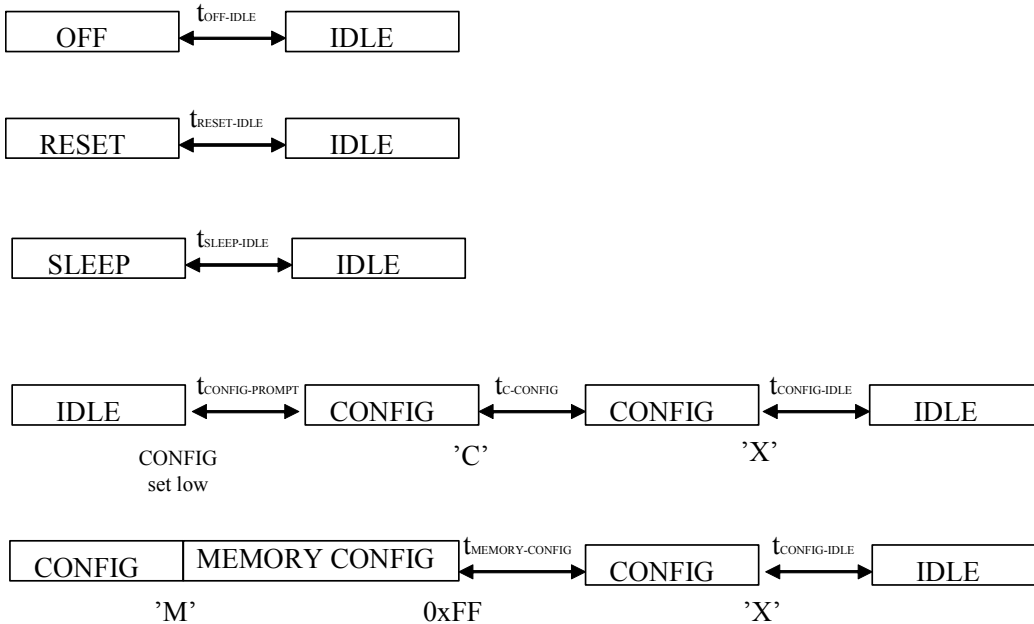 tOFF-IDLE
OFF IDLE
tRESET-IDLE
RESET IDLE
tSLEEP-IDLE
SLEEP IDLE
tCONFIG-PROMPT tC-CONFIG tCONFIG-IDLE
IDLE CONFIG CONFIG IDLE
CONFIG ’C’ ’X’
set low
tMEMORY-CONFIG tCONFIG-IDLE
CONFIG MEMORY CONFIG CONFIG IDLE
’M’ 0xFF ’X’